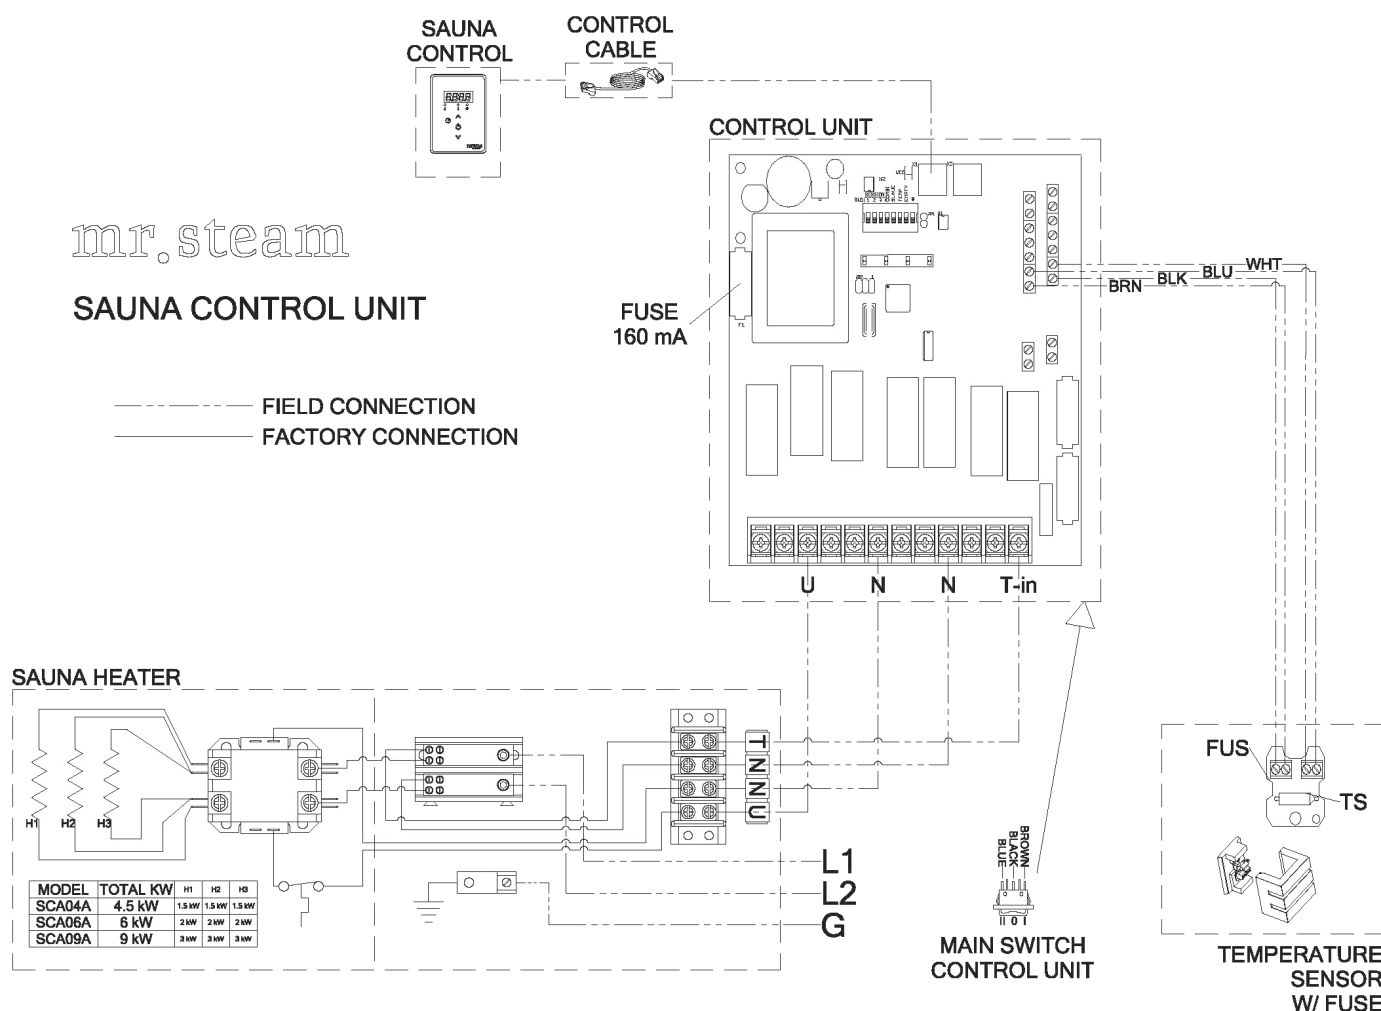 SAUNA
CONTROL
CONTROL
CABLE
CONTROL UNIT
mr.steam
SAUNA CONTROL UNIT
FUSE
160 mA
WHT
BLU
BLK
BRN
FIELD CONNECTION
FACTORY CONNECTION
U N N T-in
SAUNA HEATER
T
N
N
U
H1 H2 H3
L1
L2
G
MODEL TOTAL KW H1 H2 H3
SCA04A 4.5 kW 1.5 kW 1.5 kW 1.5 kW
SCA06A 6 kW 2 kW 2 kW 2 kW
SCA09A 9 kW 3 kW 3 kW 3 kW
BROWN
BLACK
BLUE
II 0 I
MAIN SWITCH
CONTROL UNIT
FUS
TS
TEMPERATURE
SENSOR
W/ FUSE